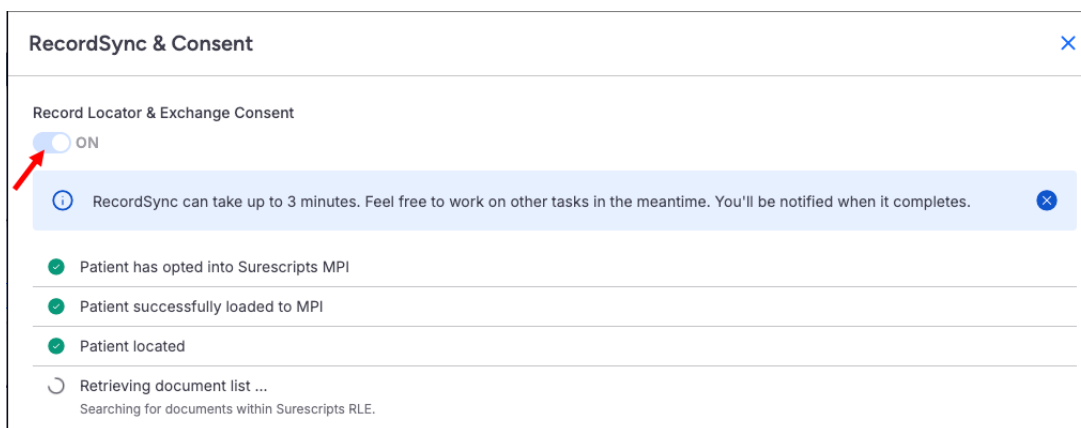 RecordSync & Consent
Record Locator & Exchange Consent
ON
RecordSync can take up to 3 minutes. Feel free to work on other tasks in the meantime. You'll be notified when it completes.
Patient has opted into Surescripts MPI
Patient successfully loaded to MPI
Patient located
Retrieving document list ...
Searching for documents within Surescripts RLE.